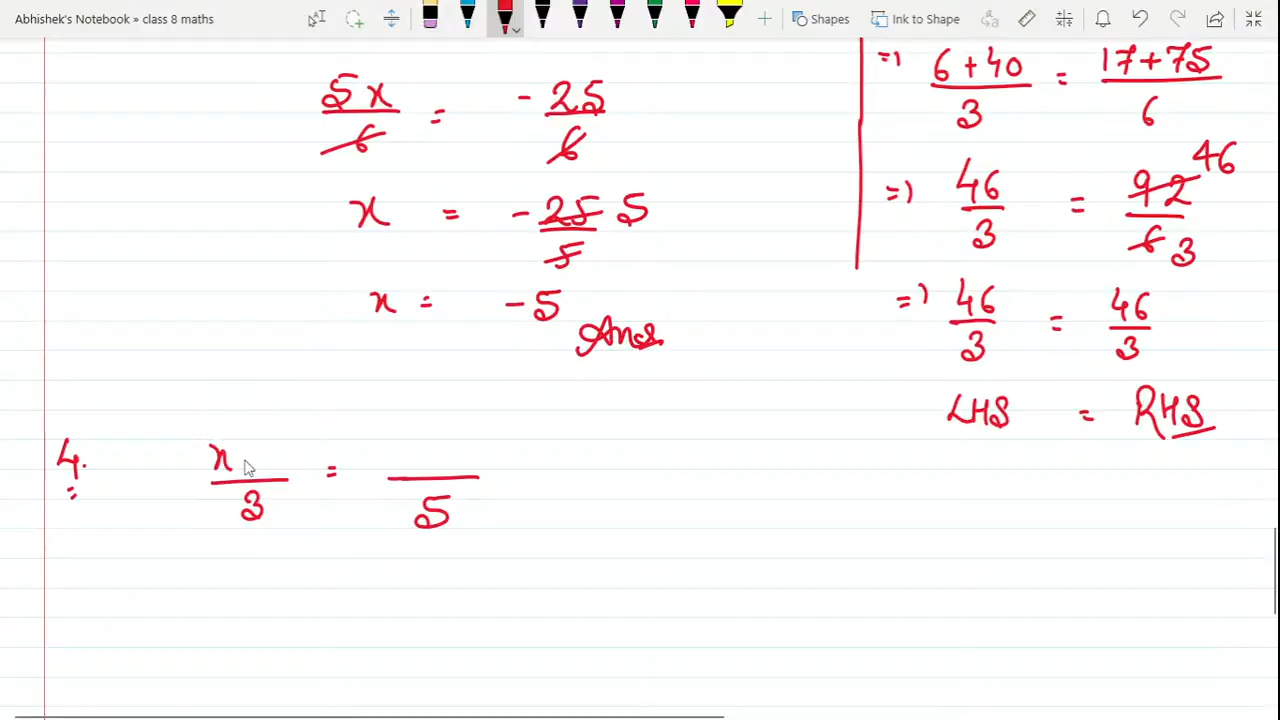 Abhishek's Notebook » class 8 maths
Shapes
Ink to Shape
5x/6 = -25/6
x = -25/5 5
x = -5
Ans
=> 6+40/3 = 17+75/6
=> 46/3 = 92/6 46 3
=> 46/3 = 46/3
LHS = RHS
4. x/3 = /5